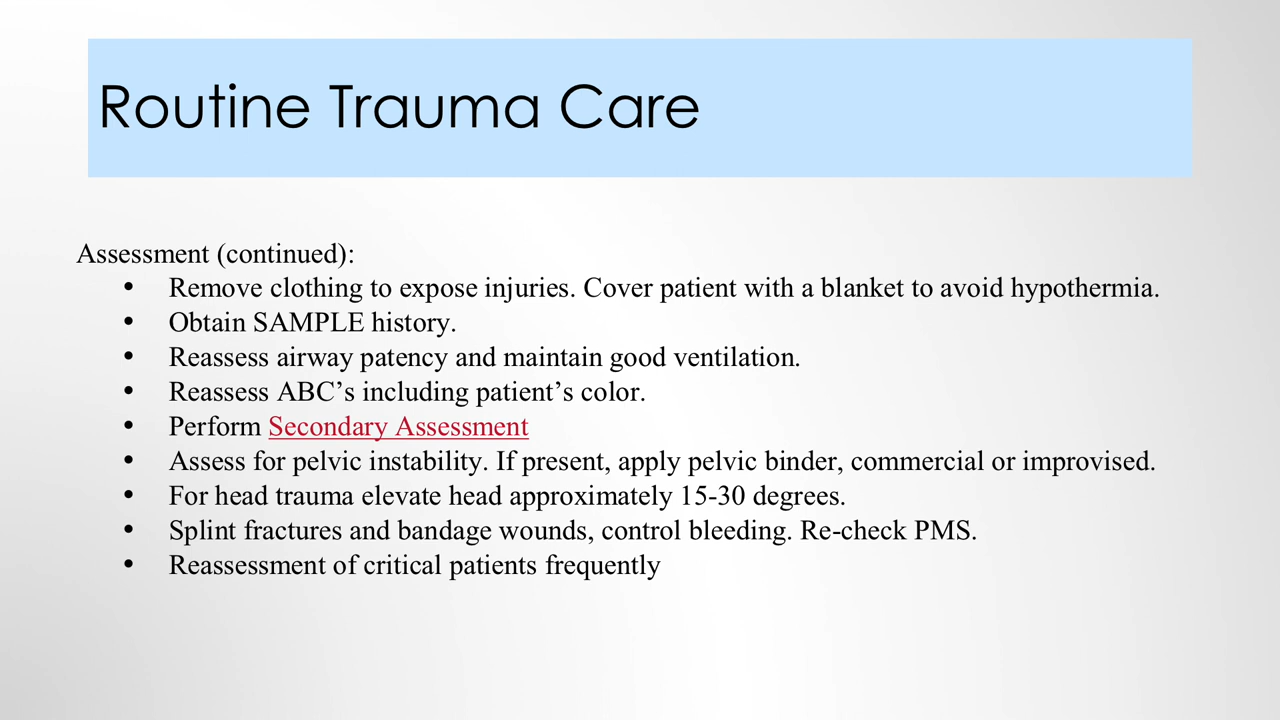 Routine Trauma Care
Assessment (continued):
• Remove clothing to expose injuries. Cover patient with a blanket to avoid hypothermia.
• Obtain SAMPLE history.
• Reassess airway patency and maintain good ventilation.
• Reassess ABC’s including patient’s color.
• Perform Secondary Assessment
• Assess for pelvic instability. If present, apply pelvic binder, commercial or improvised.
• For head trauma elevate head approximately 15-30 degrees.
• Splint fractures and bandage wounds, control bleeding. Re-check PMS.
• Reassessment of critical patients frequently